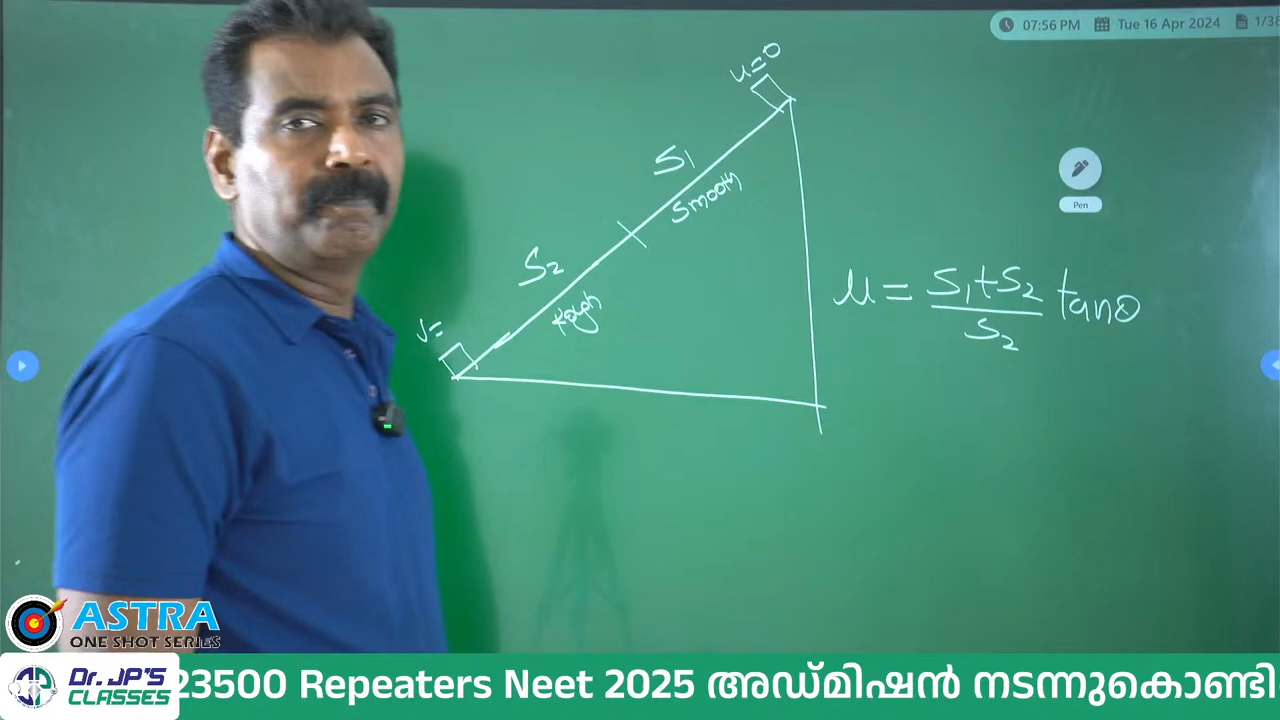 07:56 PM Tue 16 Apr 2024 1/38
u=0
S₁
Smooth
S₂
Rough
v=
Pen
μ = S₁+S₂ / S₂ tanθ
ASTRA
ONE SHOT SERIES
Dr. JP'S
CLASSES
23500 Repeaters Neet 2025 അഡ്മിഷൻ നടന്നുകൊണ്ടി